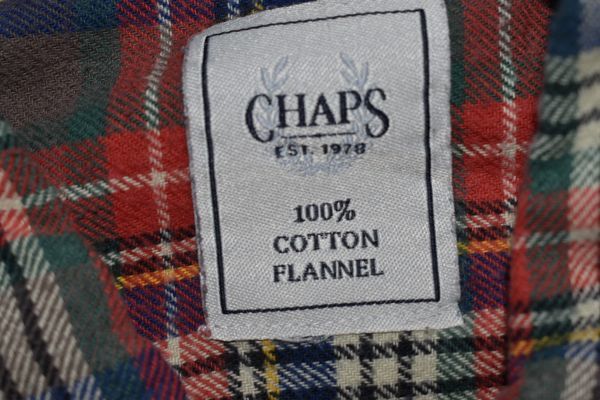 CHAPS
EST. 1978
100%
COTTON
FLANNEL